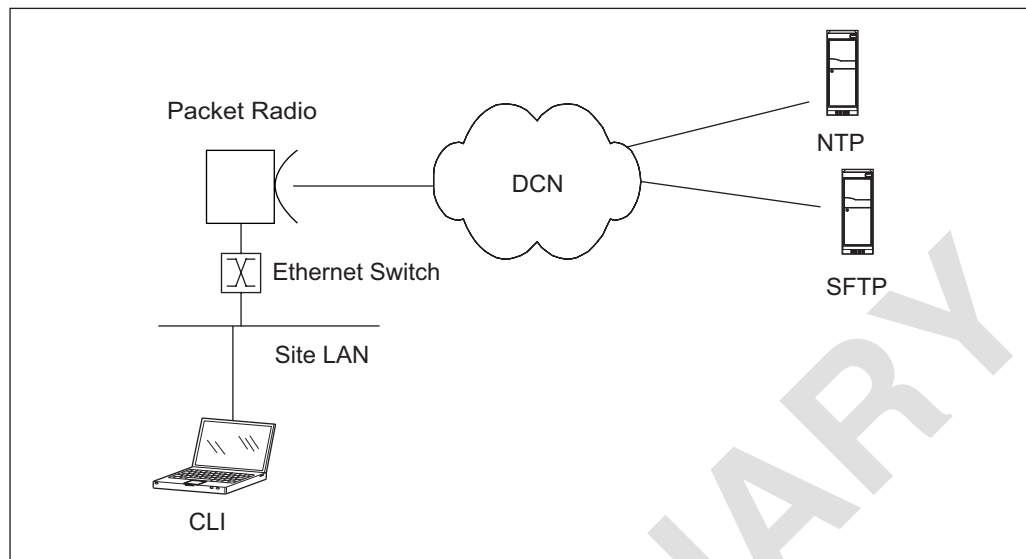 Packet Radio
NTP
DCN
Ethernet Switch
SFTP
Site LAN
CLI